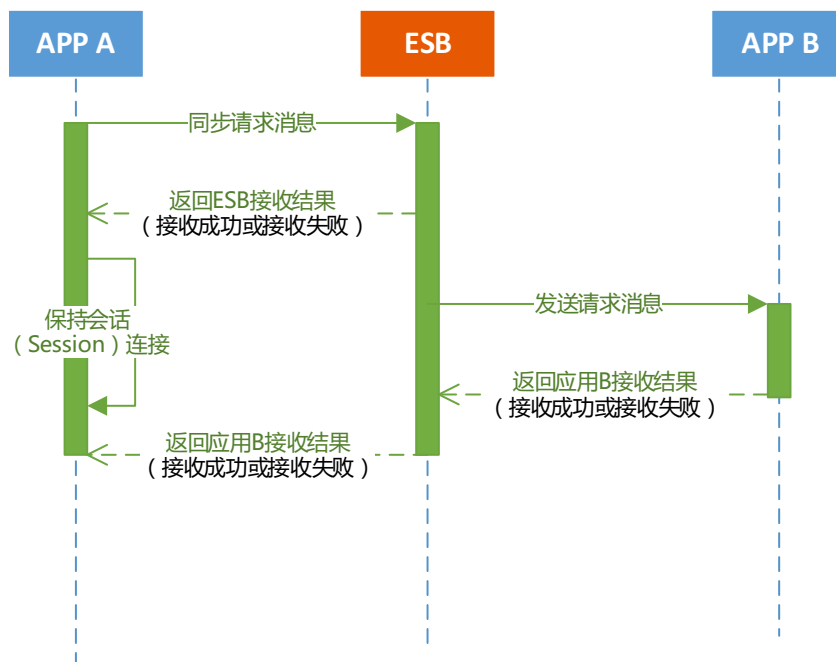 APP A
ESB
APP B
同步请求消息
返回ESB接收结果
（接收成功或接收失败）
保持会话
（Session）连接
发送请求消息
返回应用B接收结果
（接收成功或接收失败）
返回应用B接收结果
（接收成功或接收失败）